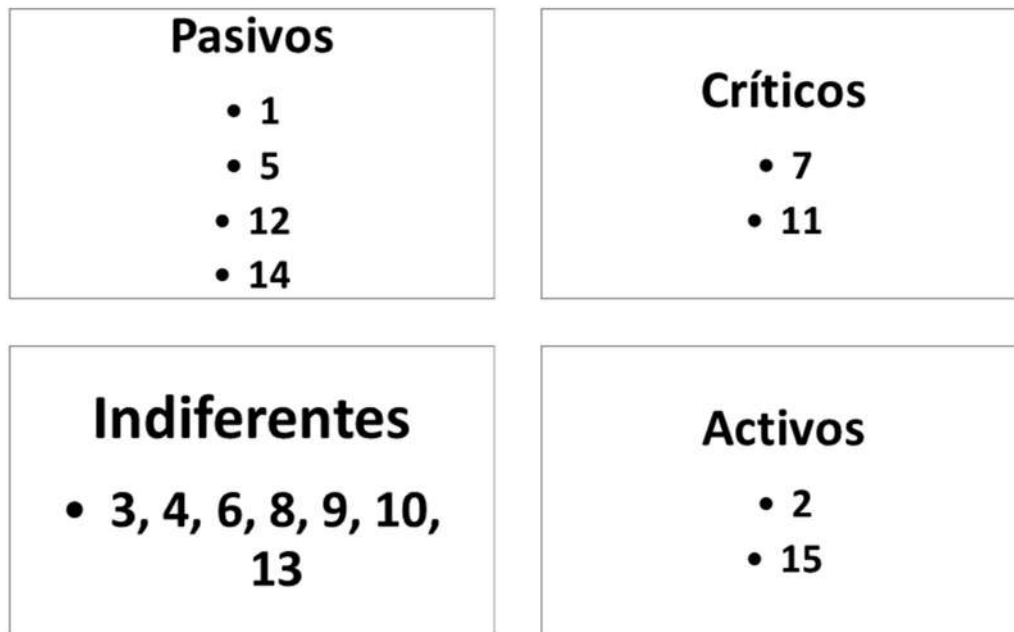 Pasivos
• 1
• 5
• 12
• 14
Críticos
• 7
• 11
Indiferentes
• 3, 4, 6, 8, 9, 10,
13
Activos
• 2
• 15